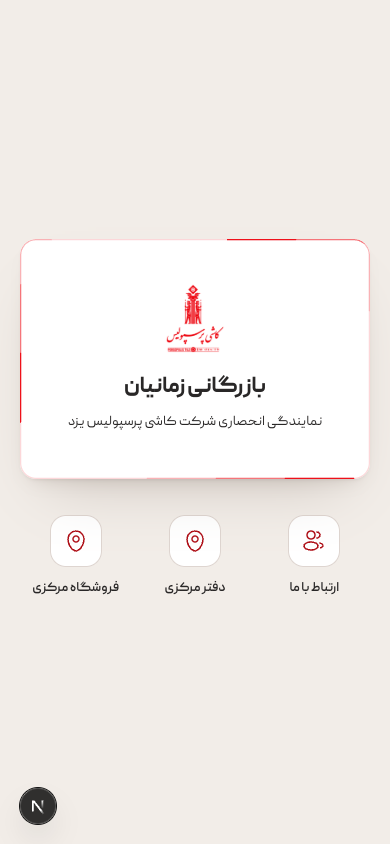 کاشی پرسپولیس
بازرگانی زمانیان
نمایندگی انحصاری شرکت کاشی پرسپولیس یزد
ارتباط با ما
دفتر مرکزی
فروشگاه مرکزی
N